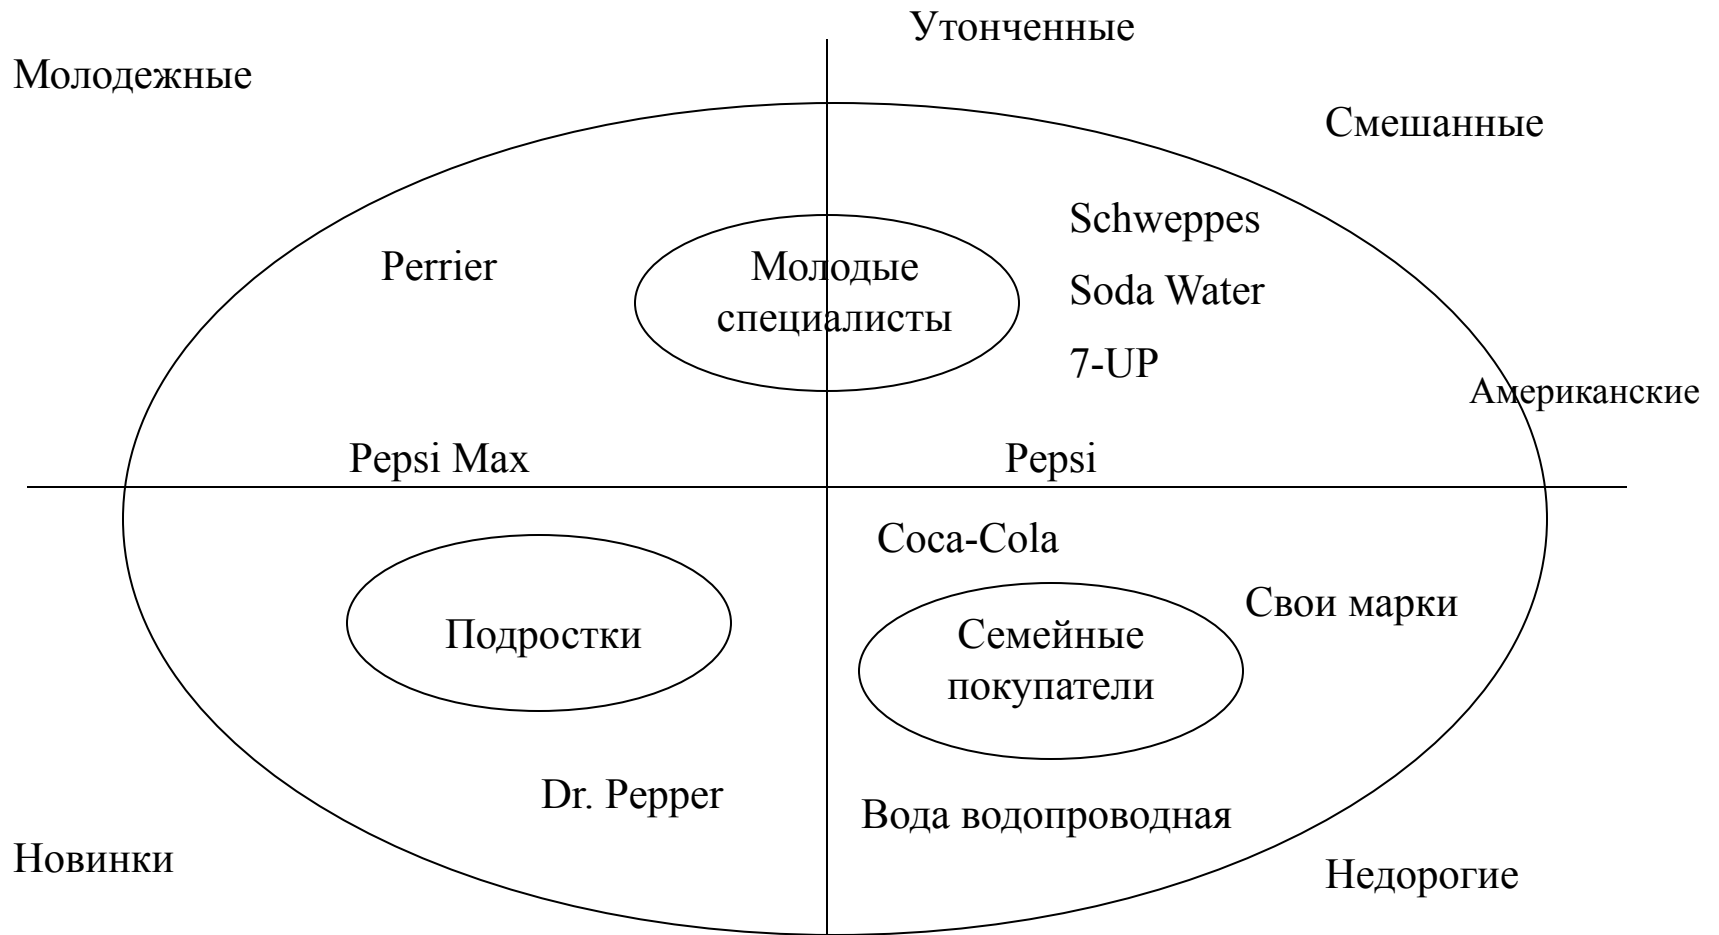 Утонченные
Молодежные
Смешанные
Schweppes
Perrier
Молодые
специалисты
Soda Water
7-UP
Американские
Pepsi Max
Pepsi
Coca-Cola
Свои марки
Подростки
Семейные
покупатели
Dr. Pepper
Вода водопроводная
Новинки
Недорогие